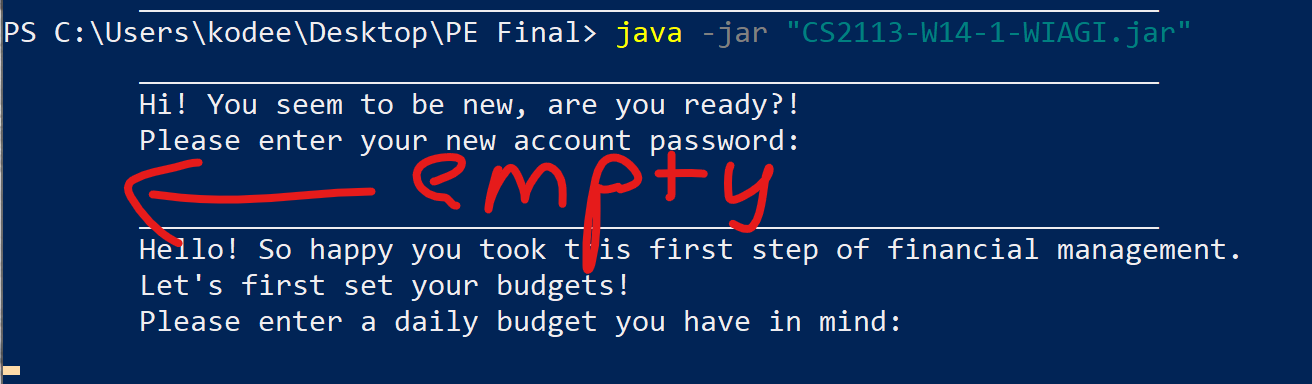 PS C:\Users\kodee\Desktop\PE Final> java -jar "CS2113-W14-1-WIAGI.jar"
Hi! You seem to be new, are you ready?!
Please enter your new account password:
empty
Hello! So happy you took this first step of financial management.
Let's first set your budgets!
Please enter a daily budget you have in mind: